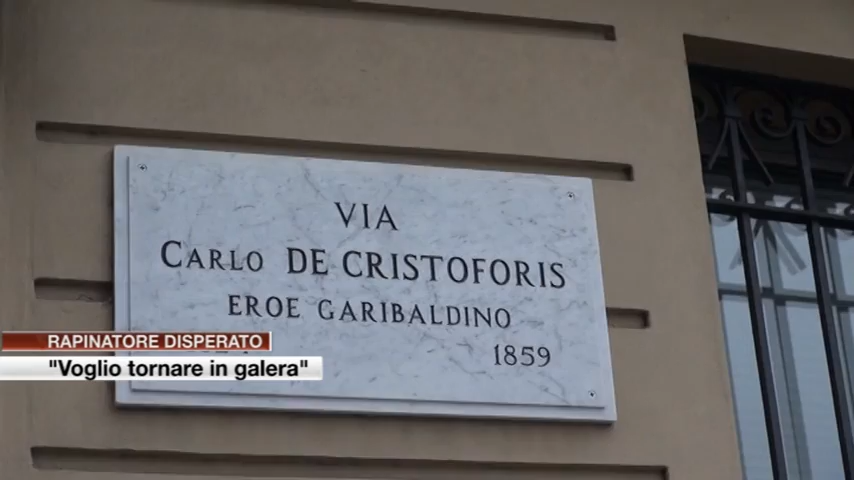 VIA
CARLO DE CRISTOFORIS
EROE GARIBALDINO
1859
RAPINATORE DISPERATO
"Voglio tornare in galera"